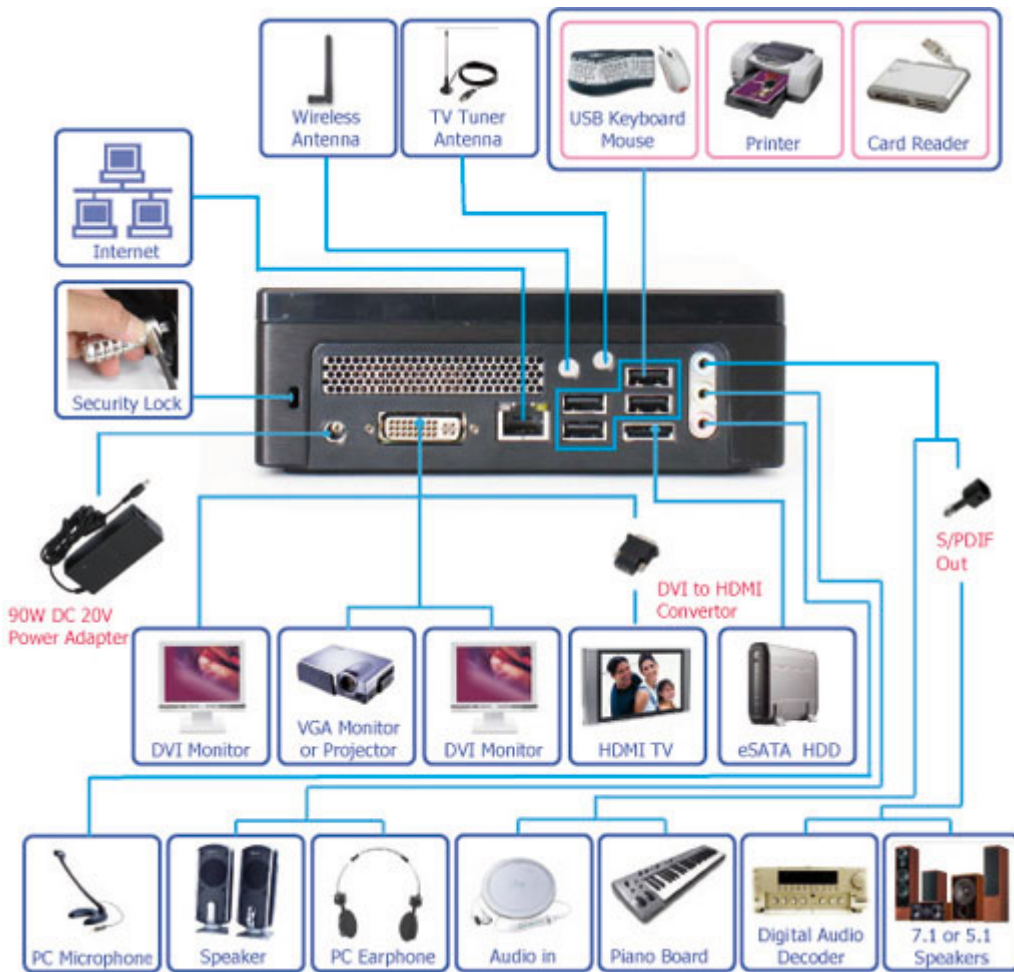 Wireless
Antenna
TV Tuner
Antenna
USB Keyboard
Mouse
Printer
Card Reader
Internet
Security Lock
90W DC 20V
Power Adapter
S/PDIF
Out
DVI to HDMI
Convertor
DVI Monitor
VGA Monitor
or Projector
DVI Monitor
HDMI TV
eSATA HDD
PC Microphone
Speaker
PC Earphone
Audio in
Piano Board
Digital Audio
Decoder
7.1 or 5.1
Speakers